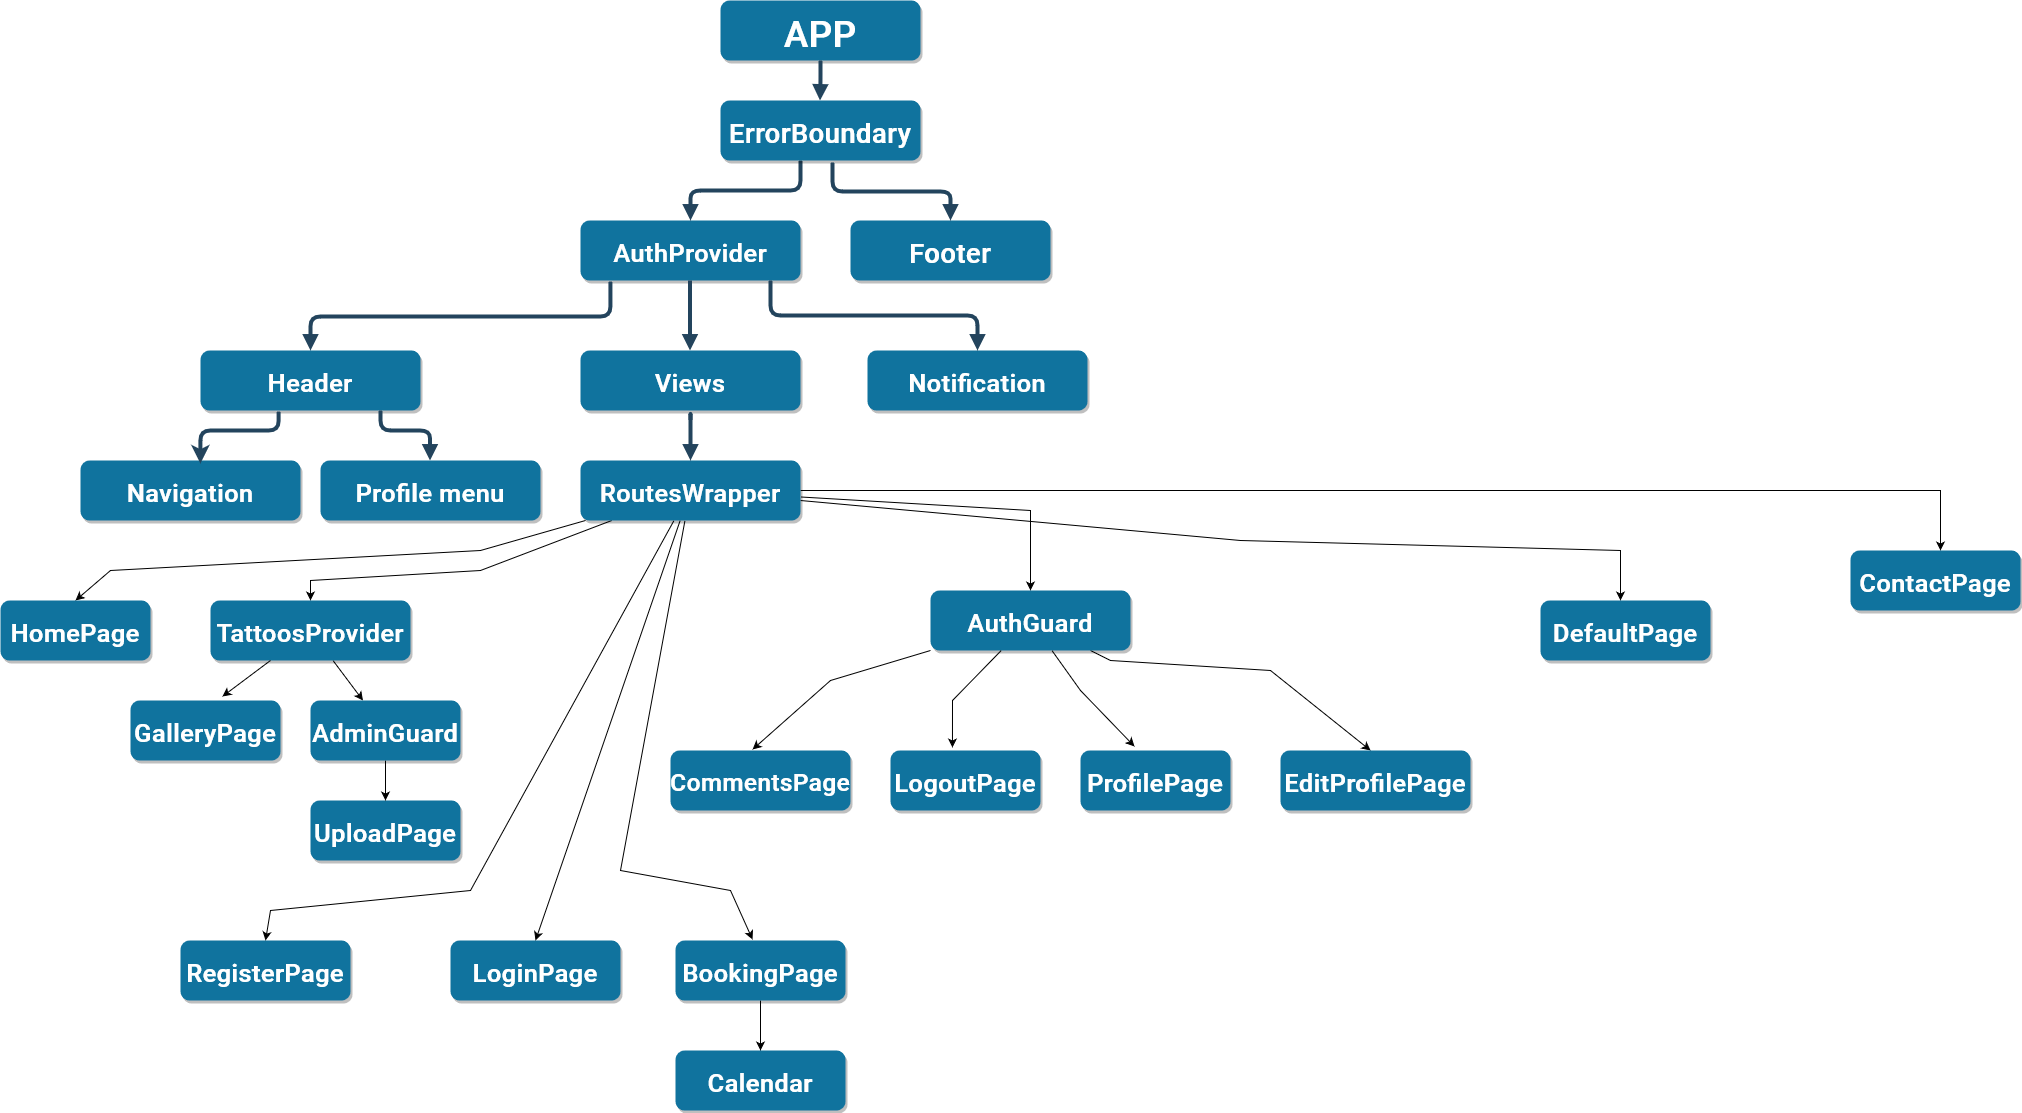 APP
ErrorBoundary
AuthProvider
Footer
Header
Views
Notification
Navigation
Profile menu
RoutesWrapper
ContactPage
HomePage
TattoosProvider
AuthGuard
DefaultPage
GalleryPage
AdminGuard
CommentsPage
LogoutPage
ProfilePage
EditProfilePage
UploadPage
RegisterPage
LoginPage
BookingPage
Calendar